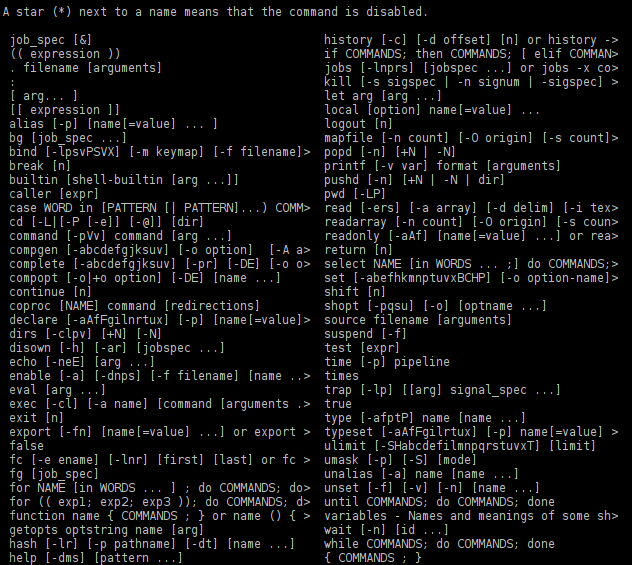 A star (*) next to a name means that the command is disabled.
job_spec [&] history [-c] [-d offset] [n] or history ->
(( expression )) if COMMANDS; then COMMANDS; [ elif COMMAN>
. filename [arguments] jobs [-lnprs] [jobspec ...] or jobs -x co>
: kill [-s sigspec | -n signum | -sigspec] >
[ arg... ] let arg [arg ...]
[[ expression ]] local [option] name[=value] ...
alias [-p] [name[=value] ... ] logout [n]
bg [job_spec ...] mapfile [-n count] [-O origin] [-s count]>
bind [-lpsvPSVX] [-m keymap] [-f filename]> popd [-n] [+N | -N]
break [n] printf [-v var] format [arguments]
builtin [shell-builtin [arg ...]] pushd [-n] [+N | -N | dir]
caller [expr] pwd [-LP]
case WORD in [PATTERN [| PATTERN]...) COMM> read [-ers] [-a array] [-d delim] [-i tex>
cd [-L|[-P [-e]] [-@]] [dir] readarray [-n count] [-O origin] [-s coun>
command [-pVv] command [arg ...] readonly [-aAf] [name[=value] ...] or rea>
compgen [-abcdefgjksuv] [-o option]  [-A a> return [n]
complete [-abcdefgjksuv] [-pr] [-DE] [-o o> select NAME [in WORDS ... ;] do COMMANDS;>
compopt [-o|+o option] [-DE] [name ...] set [-abefhkmnptuvxBCHP] [-o option-name]>
continue [n] shift [n]
coproc [NAME] command [redirections] shopt [-pqsu] [-o] [optname ...]
declare [-aAfFgilnrtux] [-p] [name[=value]> source filename [arguments]
dirs [-clpv] [+N] [-N] suspend [-f]
disown [-h] [-ar] [jobspec ...] test [expr]
echo [-neE] [arg ...] time [-p] pipeline
enable [-a] [-dnps] [-f filename] [name ..> times
eval [arg ...] trap [-lp] [[arg] signal_spec ...]
exec [-cl] [-a name] [command [arguments .> true
exit [n] type [-afptP] name [name ...]
export [-fn] [name[=value] ...] or export > typeset [-aAfFgilrtux] [-p] name[=value] >
false ulimit [-SHabcdefilmnpqrstuvxT] [limit]
fc [-e ename] [-lnr] [first] [last] or fc > umask [-p] [-S] [mode]
fg [job_spec] unalias [-a] name [name ...]
for NAME [in WORDS ... ] ; do COMMANDS; do> unset [-f] [-v] [-n] [name ...]
for (( exp1; exp2; exp3 )); do COMMANDS; d> until COMMANDS; do COMMANDS; done
function name { COMMANDS ; } or name () { > variables - Names and meanings of some sh>
getopts optstring name [arg] wait [-n] [id ...]
hash [-lr] [-p pathname] [-dt] [name ...] while COMMANDS; do COMMANDS; done
help [-dms] [pattern ...] { COMMANDS ; }